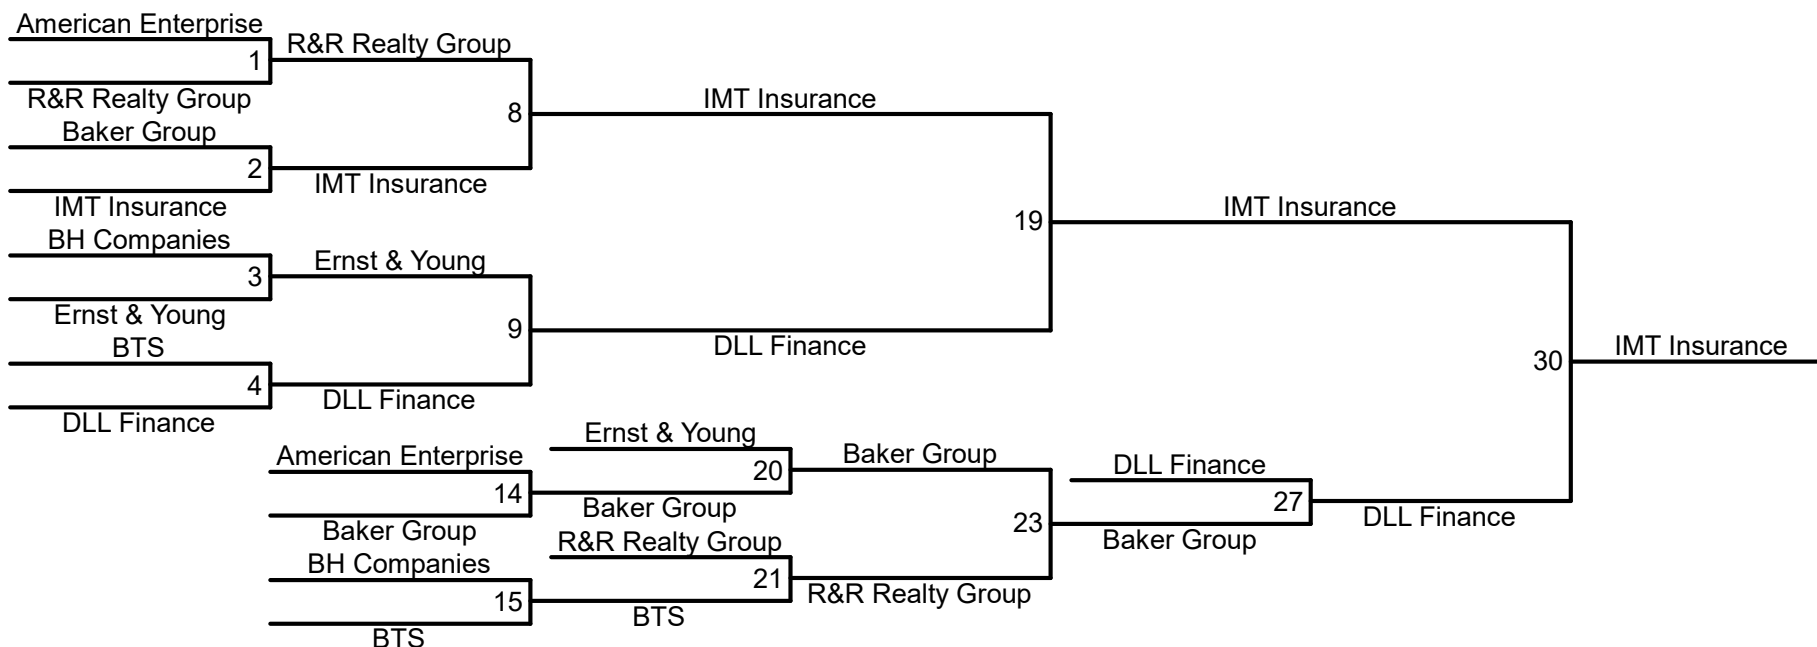 American Enterprise
1
R&R Realty Group
R&R Realty Group
Baker Group
2
IMT Insurance
8
IMT Insurance
IMT Insurance
BH Companies
3
Ernst & Young
Ernst & Young
BTS
4
DLL Finance
9
DLL Finance
DLL Finance
19
IMT Insurance
American Enterprise
14
Baker Group
Ernst & Young
20
Baker Group
Baker Group
BH Companies
15
BTS
R&R Realty Group
21
BTS
R&R Realty Group
23
DLL Finance
27
Baker Group
DLL Finance
30
IMT Insurance